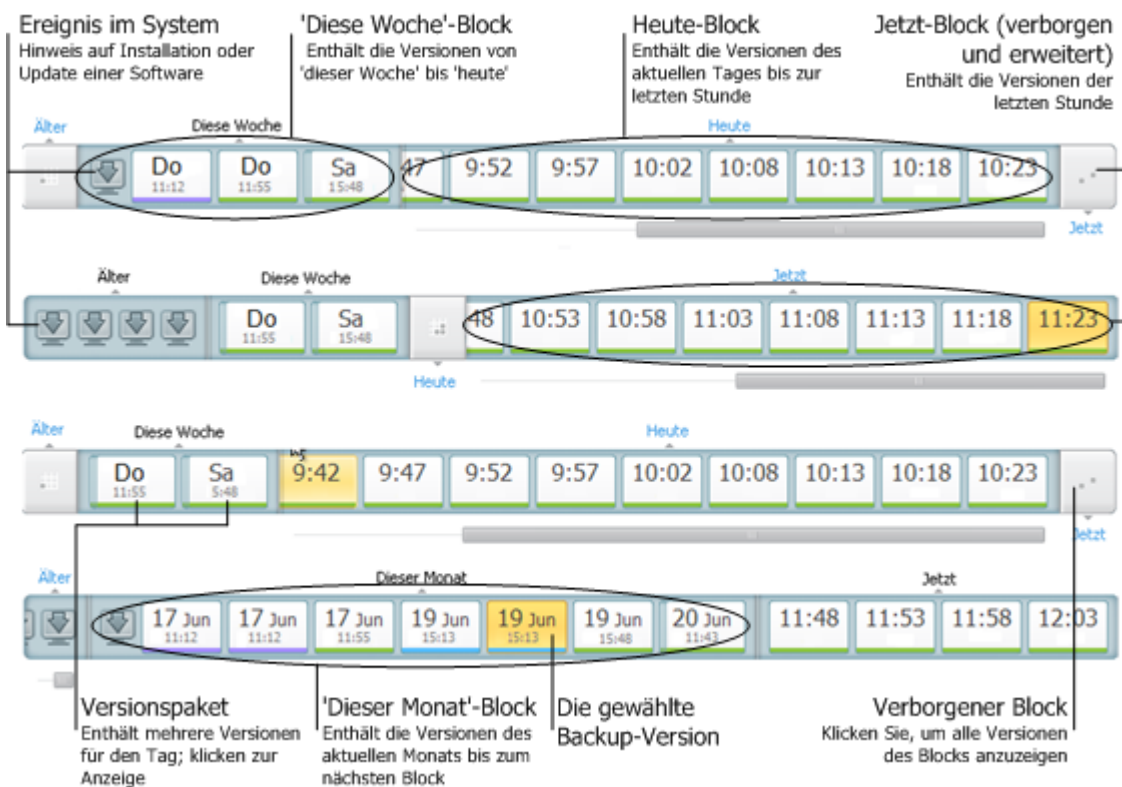 Ereignis im System
Hinweis auf Installation oder
Update einer Software
'Diese Woche'-Block
Enthält die Versionen von
'dieser Woche' bis 'heute'
Heute-Block
Enthält die Versionen des
aktuellen Tages bis zur
letzten Stunde
Jetzt-Block (verborgen
und erweitert)
Enthält die Versionen der
letzten Stunde
Älter Diese Woche Heute
Do Do Sa 47 9:52 9:57 10:02 10:08 10:13 10:18 10:23
11:12 11:55 15:48
Jetzt
Älter Diese Woche Jetzt
Do Sa 48 10:53 10:58 11:03 11:08 11:13 11:18 11:23
11:55 15:48
Heute
Älter Diese Woche Heute
Do Sa 9:42 9:47 9:52 9:57 10:02 10:08 10:13 10:18 10:23
11:55 5:48
Jetzt
Älter Dieser Monat Jetzt
17 Jun 17 Jun 17 Jun 19 Jun 19 Jun 19 Jun 20 Jun 11:48 11:53 11:58 12:03
11:12 11:12 11:55 15:13 15:13 15:48 11:43
Versionspaket
Enthält mehrere Versionen
für den Tag; klicken zur
Anzeige
'Dieser Monat'-Block
Enthält die Versionen des
aktuellen Monats bis zum
nächsten Block
Die gewählte
Backup-Version
Verborgener Block
Klicken Sie, um alle Versionen
des Blocks anzuzeigen